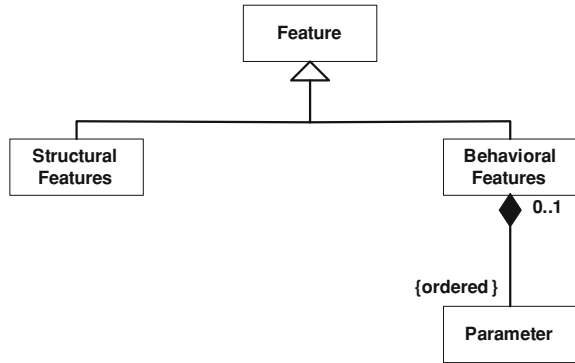 Feature
Structural
Features
Behavioral
Features
0..1
{ordered }
Parameter